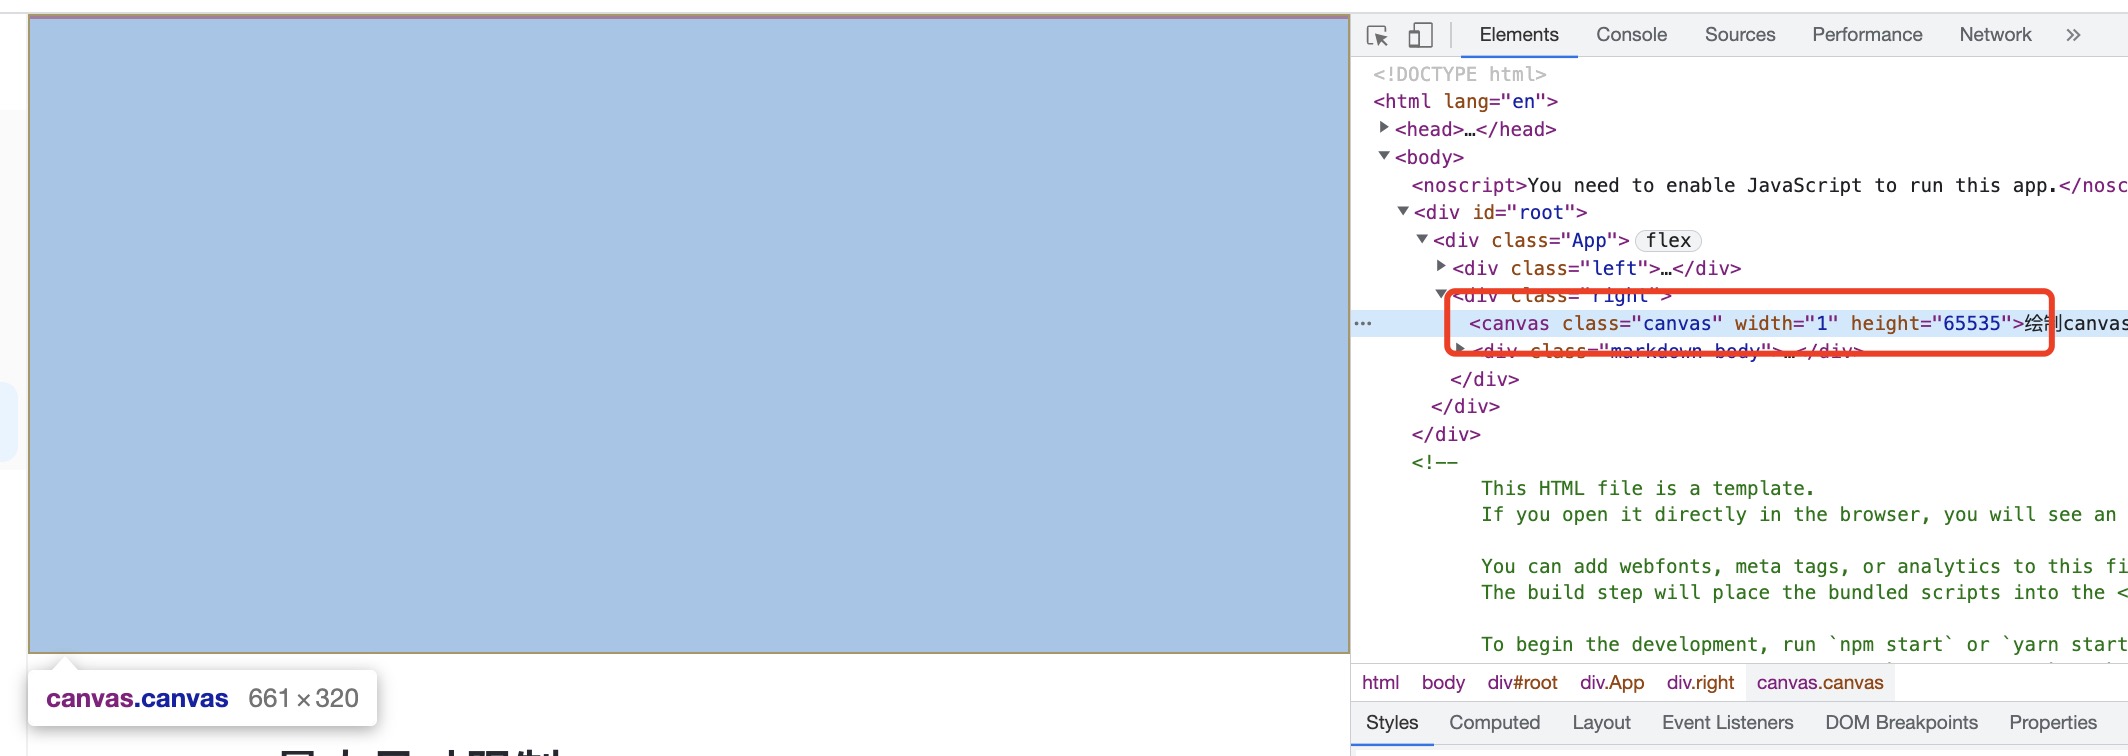 Elements Console Sources Performance Network »
<!DOCTYPE html>
<html lang="en">
<head>…</head>
<body>
<noscript>You need to enable JavaScript to run this app.</nosc
<div id="root">
<div class="App"> flex
<div class="left">…</div>
<div class="right">
··· <canvas class="canvas" width="1" height="65535">绘制canvas
<div class="markdown-body">…</div>
</div>
</div>
</div>
<!--
This HTML file is a template.
If you open it directly in the browser, you will see an
You can add webfonts, meta tags, or analytics to this fi
The build step will place the bundled scripts into the <
To begin the development, run `npm start` or `yarn start
html body div#root div.App div.right canvas.canvas
Styles Computed Layout Event Listeners DOM Breakpoints Properties
canvas.canvas 661×320